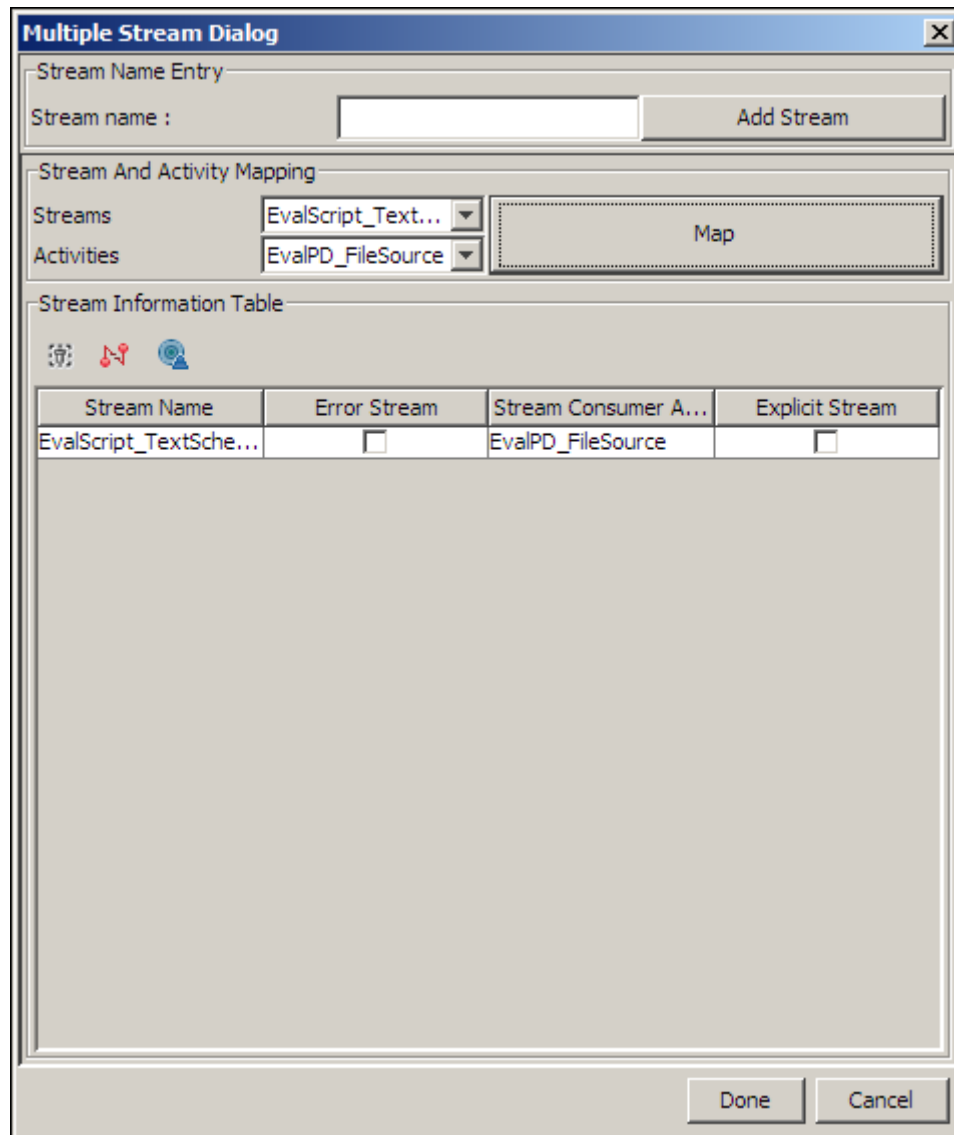 Multiple Stream Dialog
Stream Name Entry
Stream name :
Add Stream
Stream And Activity Mapping
Streams
EvalScript_Text...
Map
Activities
EvalPD_FileSource
Stream Information Table
Stream Name
Error Stream
Stream Consumer A...
Explicit Stream
EvalScript_TextSche...
EvalPD_FileSource
Done
Cancel